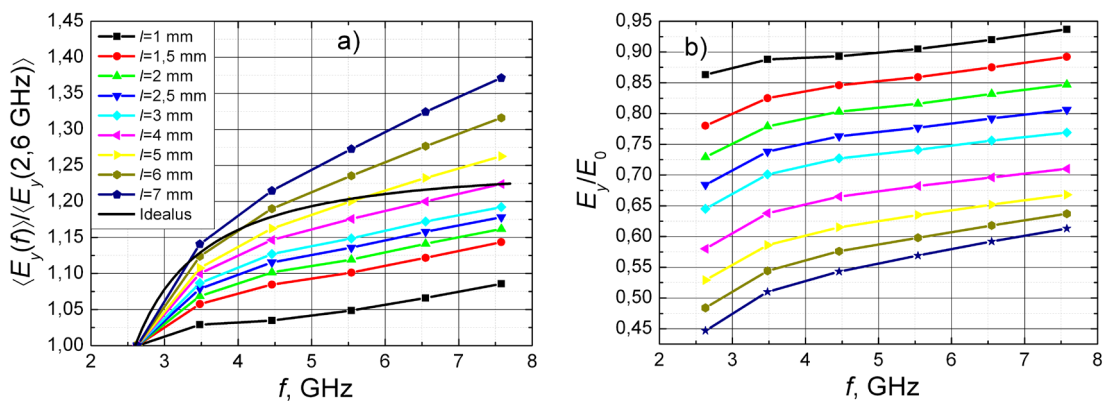 a)
⟨E_y(f)⟩/⟨E_y(2,6 GHz)⟩
1,45
1,40
1,35
1,30
1,25
1,20
1,15
1,10
1,05
1,00
l=1 mm
l=1,5 mm
l=2 mm
l=2,5 mm
l=3 mm
l=4 mm
l=5 mm
l=6 mm
l=7 mm
Idealus
2 3 4 5 6 7 8
f, GHz
b)
E_y/E_0
0,95
0,90
0,85
0,80
0,75
0,70
0,65
0,60
0,55
0,50
0,45
2 3 4 5 6 7 8
f, GHz